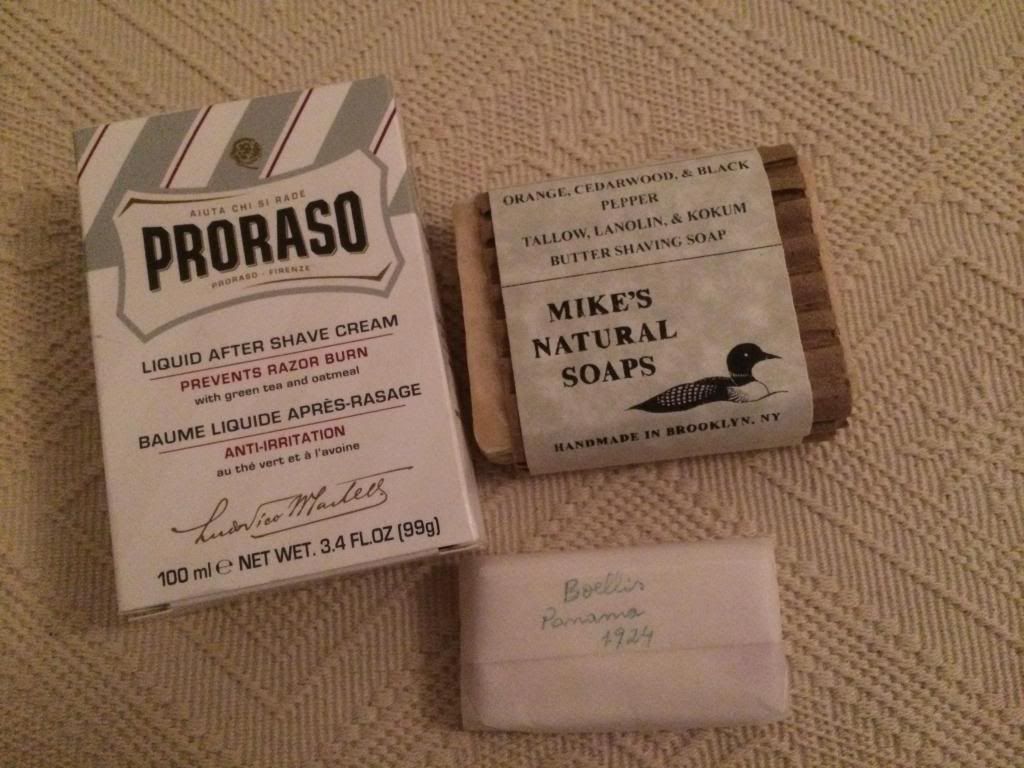 AIUTA CHI SI RADE
PRORASO
PRORASO - FIRENZE
LIQUID AFTER SHAVE CREAM
PREVENTS RAZOR BURN
with green tea and oatmeal
BAUME LIQUIDE APRÈS-RASAGE
ANTI-IRRITATION
au thé vert et à l'avoine
Ludovico Martelli
100 ml e NET WET. 3.4 FL.OZ (99g)
ORANGE, CEDARWOOD, & BLACK
PEPPER
TALLOW, LANOLIN, & KOKUM
BUTTER SHAVING SOAP
MIKE'S
NATURAL
SOAPS
HANDMADE IN BROOKLYN, NY
Boellis
Panama
1924